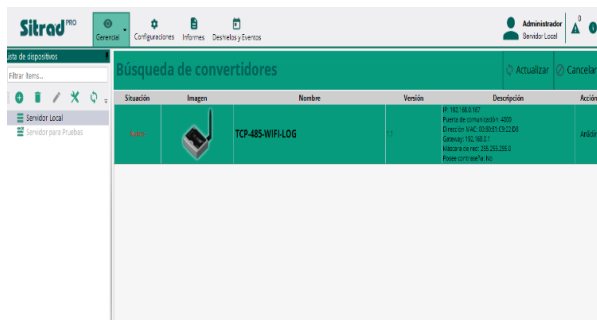 Sitrad PRO
Gerencial
Configuraciones
Informes
Deshielos y Eventos
Administrador
Servidor Local
0
Lista de dispositivos
Filtrar ítems...
Servidor Local
Servidor para Pruebas
Búsqueda de convertidores
Actualizar
Cancelar
Situación Imagen Nombre Versión Descripción Acción
TCP-485-WIFI-LOG
IP: 192.168.0.167
Puerta de comunicación: 4000
Gateway: 192.168.0.1
Máscara de red: 255.255.255.0
Posee contraseña: No